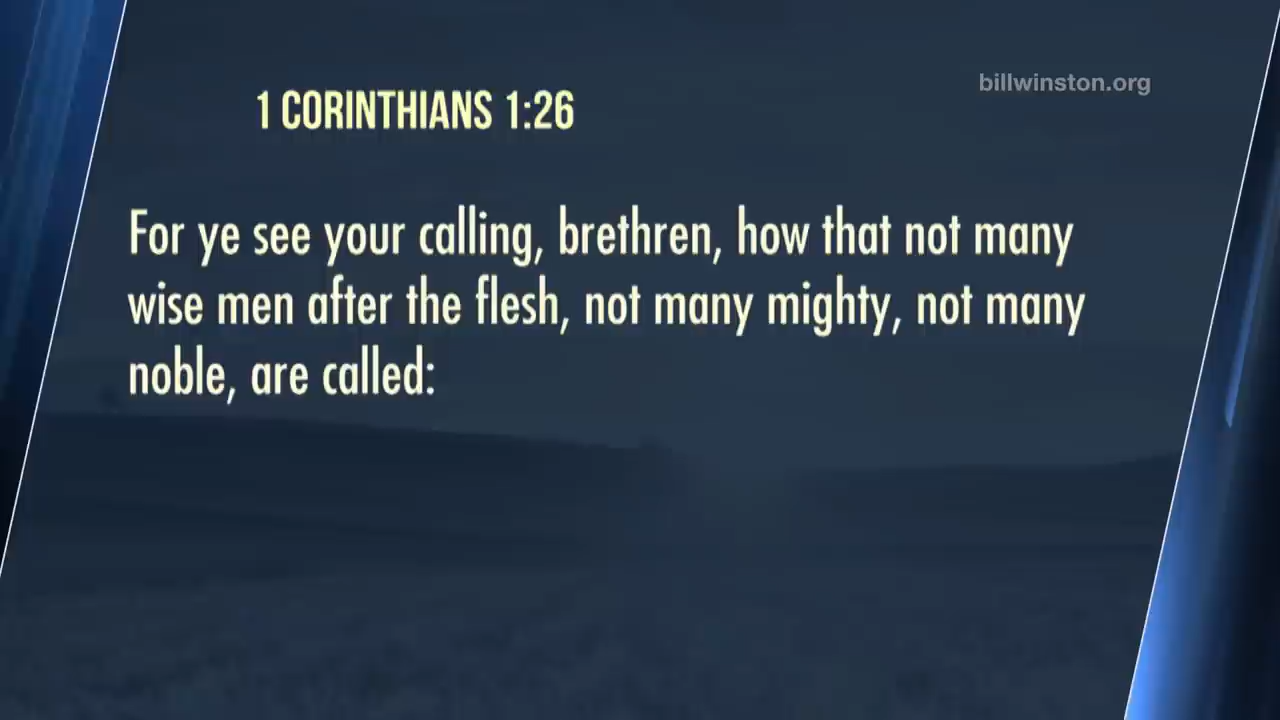 billwinston.org
1 CORINTHIANS 1:26
For ye see your calling, brethren, how that not many
wise men after the flesh, not many mighty, not many
noble, are called: